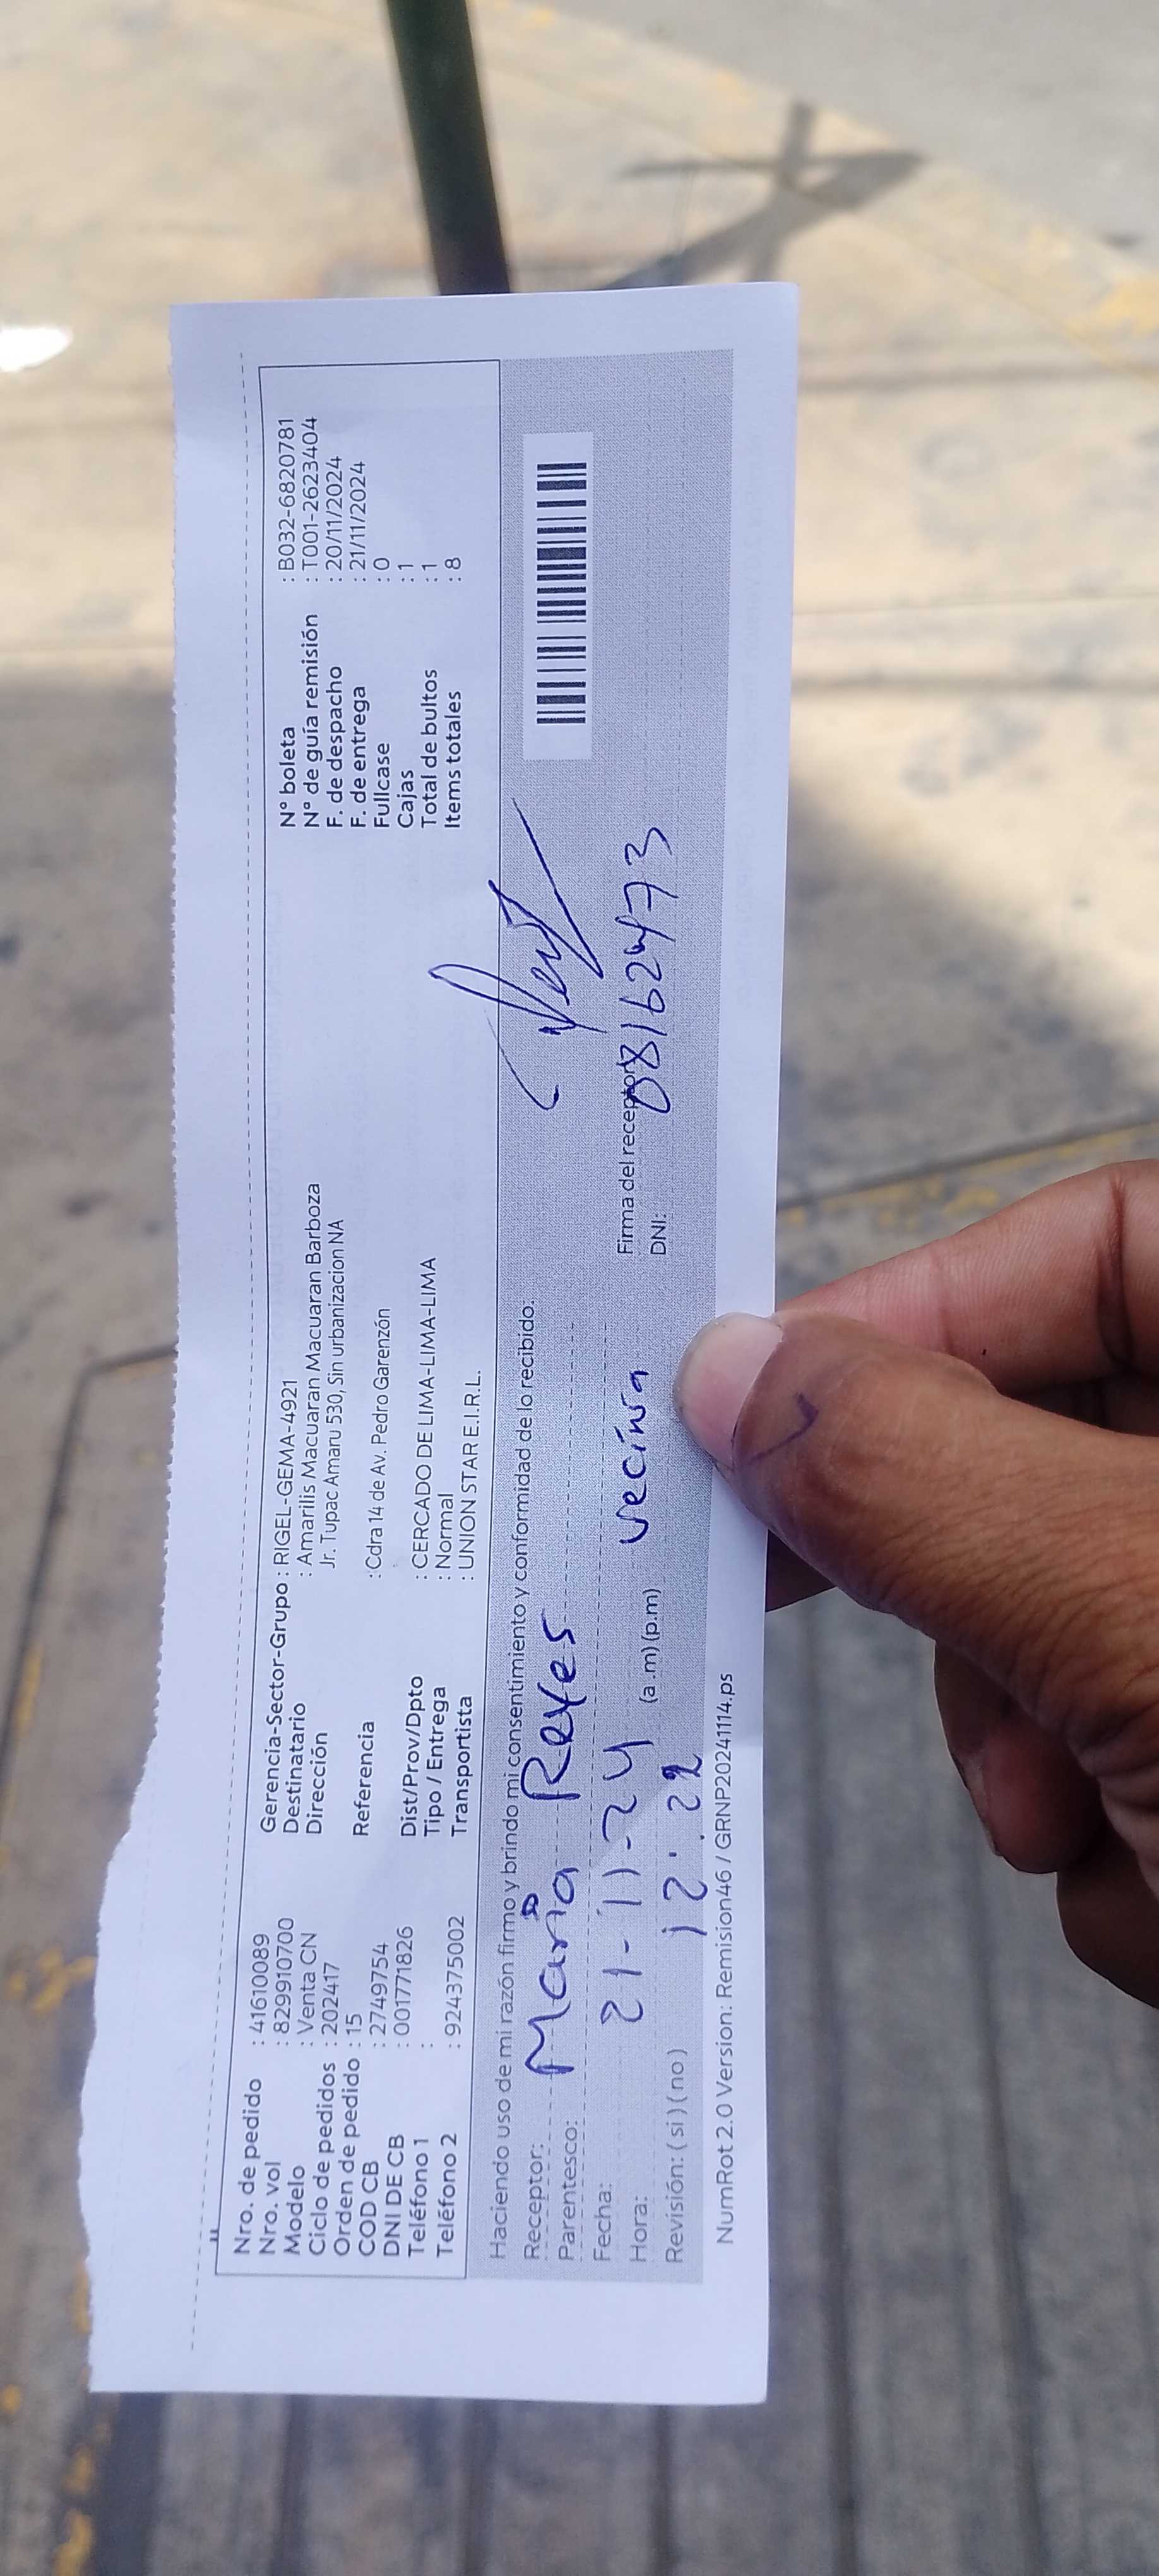 Nro. de pedido : 41610089
Nro. vol : 829910700
Modelo : Venta CN
Ciclo de pedidos : 202417
Orden de pedido : 15
COD CB : 2749754
DNI DE CB : 001771826
Teléfono 1 :
Teléfono 2 : 924375002
Gerencia-Sector-Grupo : RIGEL-GEMA-4921
Destinatario : Amarilis Macuaran Macuaran Barboza
Dirección Jr. Tupac Amaru 530, Sin urbanizacion NA
Referencia : Cdra 14 de Av. Pedro Garenzón
Dist/Prov/Dpto : CERCADO DE LIMA-LIMA-LIMA
Tipo / Entrega : Normal
Transportista : UNION STAR E.I.R.L.
N° boleta : B032-6820781
N° de guía remisión : T001-2623404
F. de despacho : 20/11/2024
F. de entrega : 21/11/2024
Fullcase : 0
Cajas : 1
Total de bultos : 1
Items totales : 8
Haciendo uso de mi razón firmo y brindo mi consentimiento y conformidad de lo recibido:
Receptor: Maria Reyes
Parentesco:
Fecha: 21-11-24 vecina
Hora: 12:22 (a.m) (p.m)
Revisión: ( si ) ( no )
Firma del receptor:
DNI: 08162473
NumRot 2.0 Version: Remision46 / GRNP20241114.ps